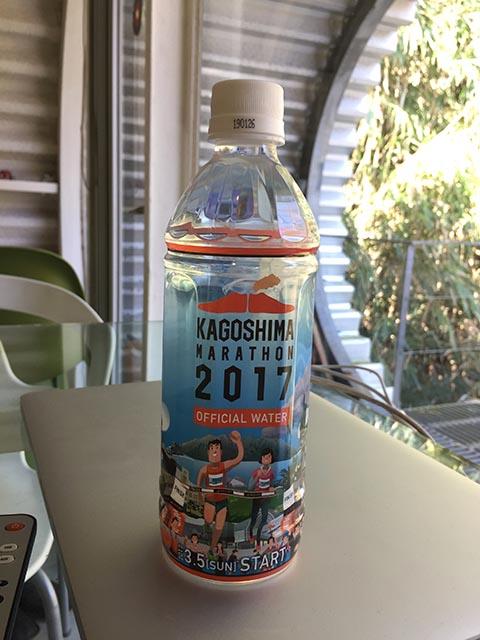 190126
KAGOSHIMA
MARATHON
2017
OFFICIAL WATER
3.5[SUN] START